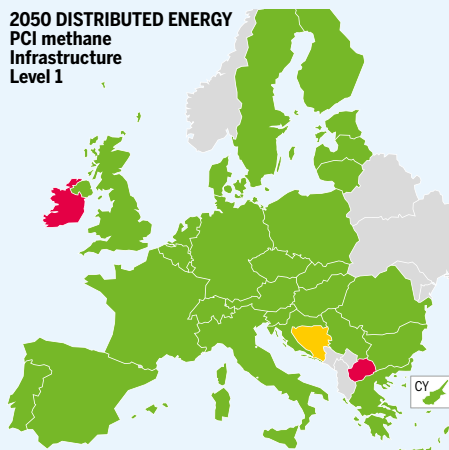 2050 DISTRIBUTED ENERGY
PCI methane
Infrastructure
Level 1
CY